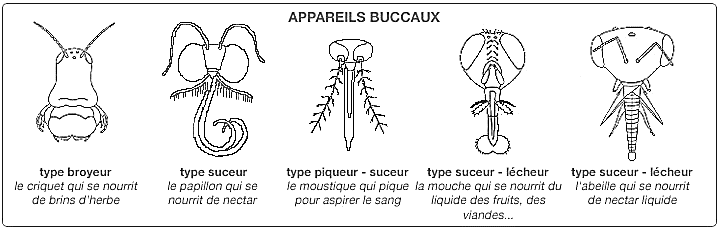 APPAREILS BUCCAUX
type broyeur
le criquet qui se nourrit
de brins d'herbe
type suceur
le papillon qui se
nourrit de nectar
type piqueur - suceur
le moustique qui pique
pour aspirer le sang
type suceur - lécheur
la mouche qui se nourrit du
liquide des fruits, des
viandes...
type suceur - lécheur
l'abeille qui se nourrit
de nectar liquide